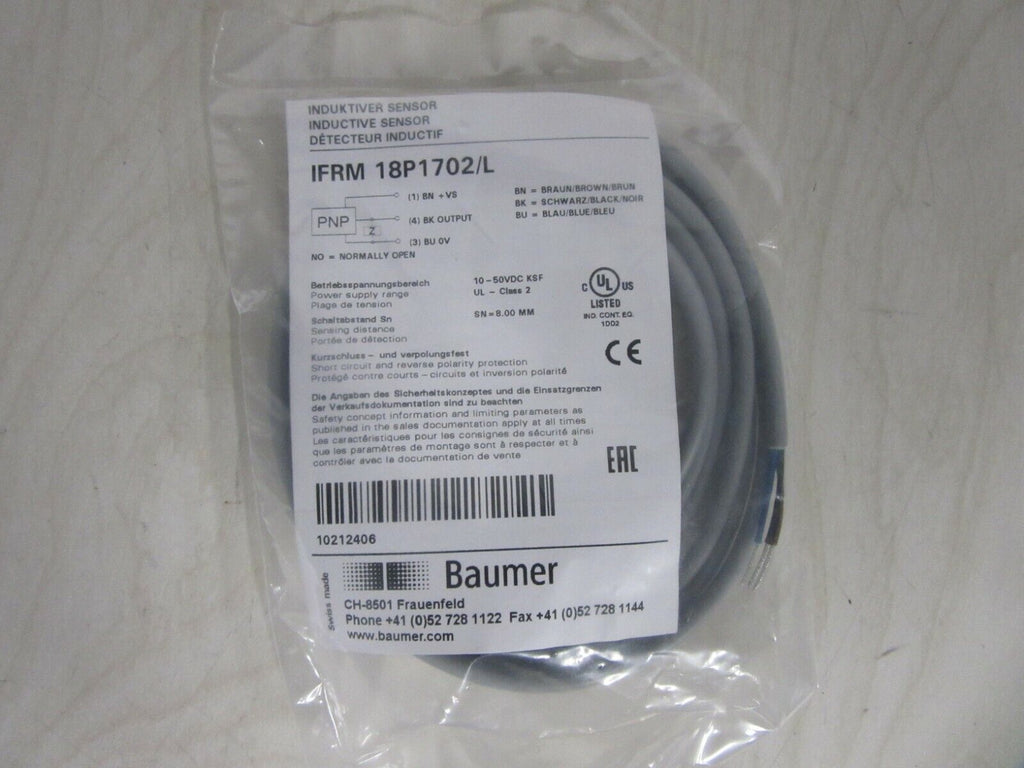 INDUKTIVER SENSOR
INDUCTIVE SENSOR
DÉTECTEUR INDUCTIF
IFRM 18P1702/L
PNP
Z
(1) BN +VS
(4) BK OUTPUT
(3) BU 0V
NO = NORMALLY OPEN
BN = BRAUN/BROWN/BRUN
BK = SCHWARZ/BLACK/NOIR
BU = BLAU/BLUE/BLEU
Betriebsspannungsbereich
Power supply range
Plage de tension
10-50VDC KSF
UL - Class 2
Schaltabstand Sn
Sensing distance
Portée de détection
SN=8.00 MM
C UL US
LISTED
IND. CONT. EQ.
1DD2
CE
Kurzschluss - und verpolungsfest
Short circuit and reverse polarity protection
Protégé contre courts - circuits et inversion polarité
Die Angaben des Sicherheitskonzeptes und die Einsatzgrenzen
der Verkaufsdokumentation sind zu beachten
Safety concept information and limiting parameters as
published in the sales documentation apply at all times
Les caractéristiques pour les consignes de sécurité ainsi
que les paramètres de montage sont à respecter et à
contrôler avec la documentation de vente
EAC
10212406
Swiss made
Baumer
CH-8501 Frauenfeld
Phone +41 (0)52 728 1122 Fax +41 (0)52 728 1144
www.baumer.com